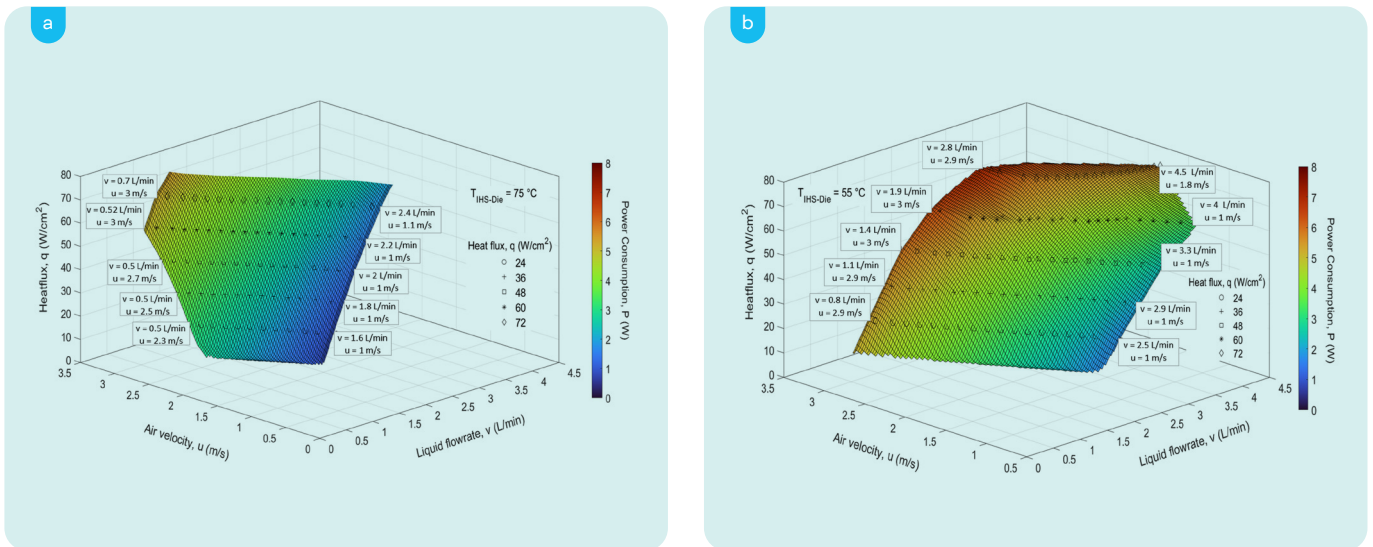 a
v = 0.7 L/min
u = 3 m/s
v = 0.52 L/min
u = 3 m/s
v = 0.5 L/min
u = 2.7 m/s
v = 0.5 L/min
u = 2.5 m/s
v = 0.5 L/min
u = 2.3 m/s
T_IHS-Die = 75 °C
v = 2.4 L/min
u = 1.1 m/s
v = 2.2 L/min
u = 1 m/s
v = 2 L/min
u = 1 m/s
v = 1.8 L/min
u = 1 m/s
v = 1.6 L/min
u = 1 m/s
Heat flux, q (W/cm²)
24
36
48
60
72
Heatflux, q (W/cm²)
80
70
60
50
40
30
20
10
0
3.5
3
2.5
2
1.5
1
0.5
0
Air velocity, u (m/s)
0
0.5
1
1.5
2
2.5
3
3.5
4
4.5
Liquid flowrate, v (L/min)
8
7
6
5
4
3
2
1
0
Power Consumption, P (W)
b
v = 2.8 L/min
u = 2.9 m/s
v = 1.9 L/min
u = 3 m/s
v = 1.4 L/min
u = 3 m/s
v = 1.1 L/min
u = 2.9 m/s
v = 0.8 L/min
u = 2.9 m/s
T_IHS-Die = 55 °C
v = 4.5 L/min
u = 1.8 m/s
v = 4 L/min
u = 1 m/s
v = 3.3 L/min
u = 1 m/s
v = 2.9 L/min
u = 1 m/s
v = 2.5 L/min
u = 1 m/s
Heat flux, q (W/cm²)
24
36
48
60
72
Heatflux, q (W/cm²)
80
70
60
50
40
30
20
10
0
3.5
3
2.5
2
1.5
1
0.5
Air velocity, u (m/s)
0
0.5
1
1.5
2
2.5
3
3.5
4
4.5
Liquid flowrate, v (L/min)
8
7
6
5
4
3
2
1
0
Power Consumption, P (W)